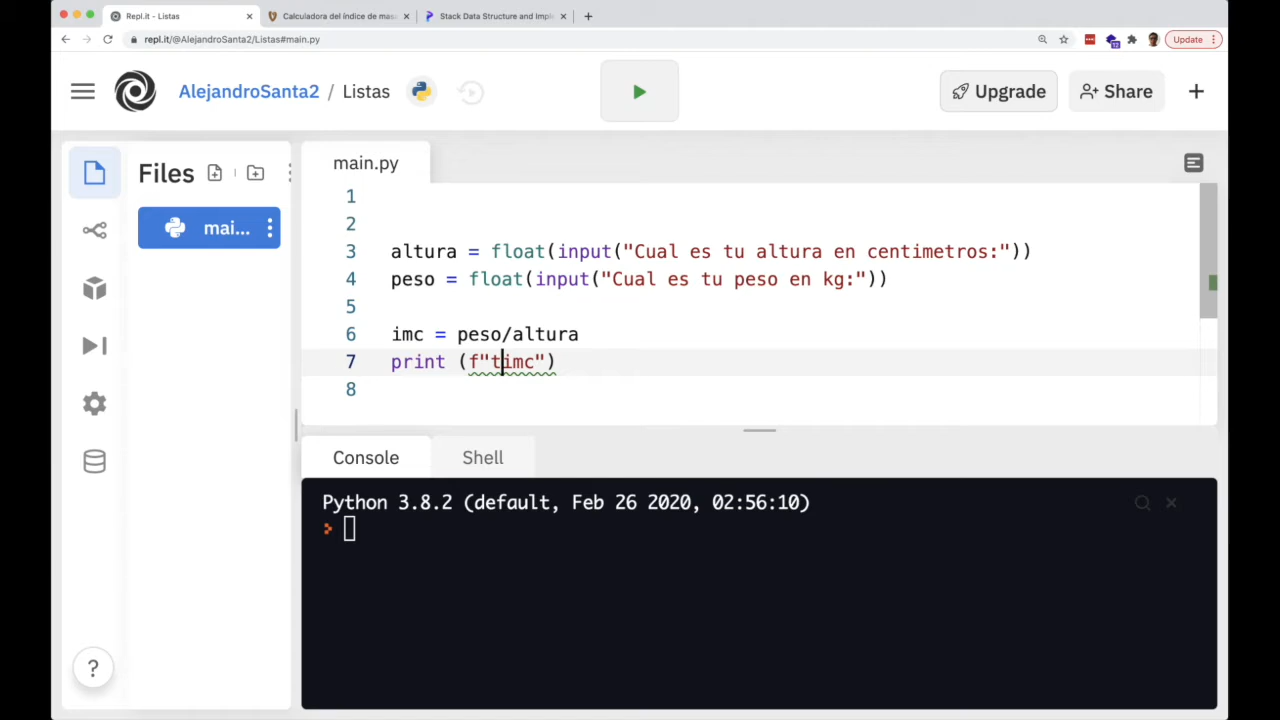 Repl.it - Listas
Calculadora del índice de mas
Stack Data Structure and Imple
repl.it/@AlejandroSanta2/Listas#main.py
12
Update
AlejandroSanta2 / Listas
Upgrade
Share
Files
main.py
mai...
1
2
3 altura = float(input("Cual es tu altura en centimetros:"))
4 peso = float(input("Cual es tu peso en kg:"))
5
6 imc = peso/altura
7 print (f"timc")
8
Console
Shell
Python 3.8.2 (default, Feb 26 2020, 02:56:10)
?